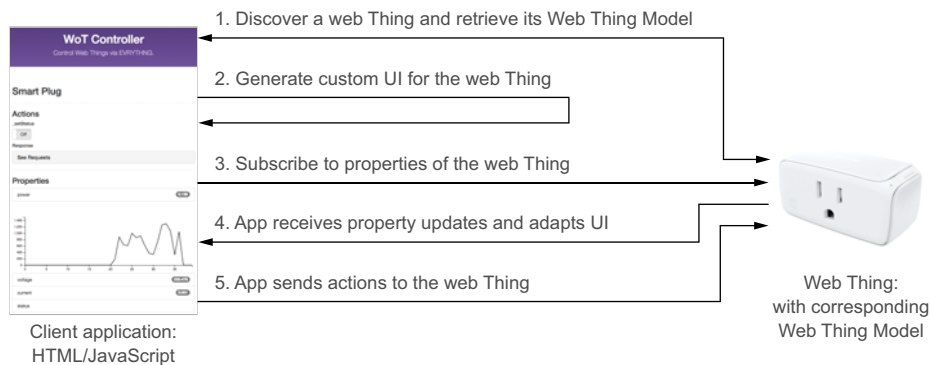 WoT Controller
Control Web Things via EVRYTHNG.
Smart Plug
Actions
_setStatus
Off
Response
See Requests
Properties
power
voltage
current
status
1. Discover a web Thing and retrieve its Web Thing Model
2. Generate custom UI for the web Thing
3. Subscribe to properties of the web Thing
4. App receives property updates and adapts UI
5. App sends actions to the web Thing
Client application:
HTML/JavaScript
Web Thing:
with corresponding
Web Thing Model